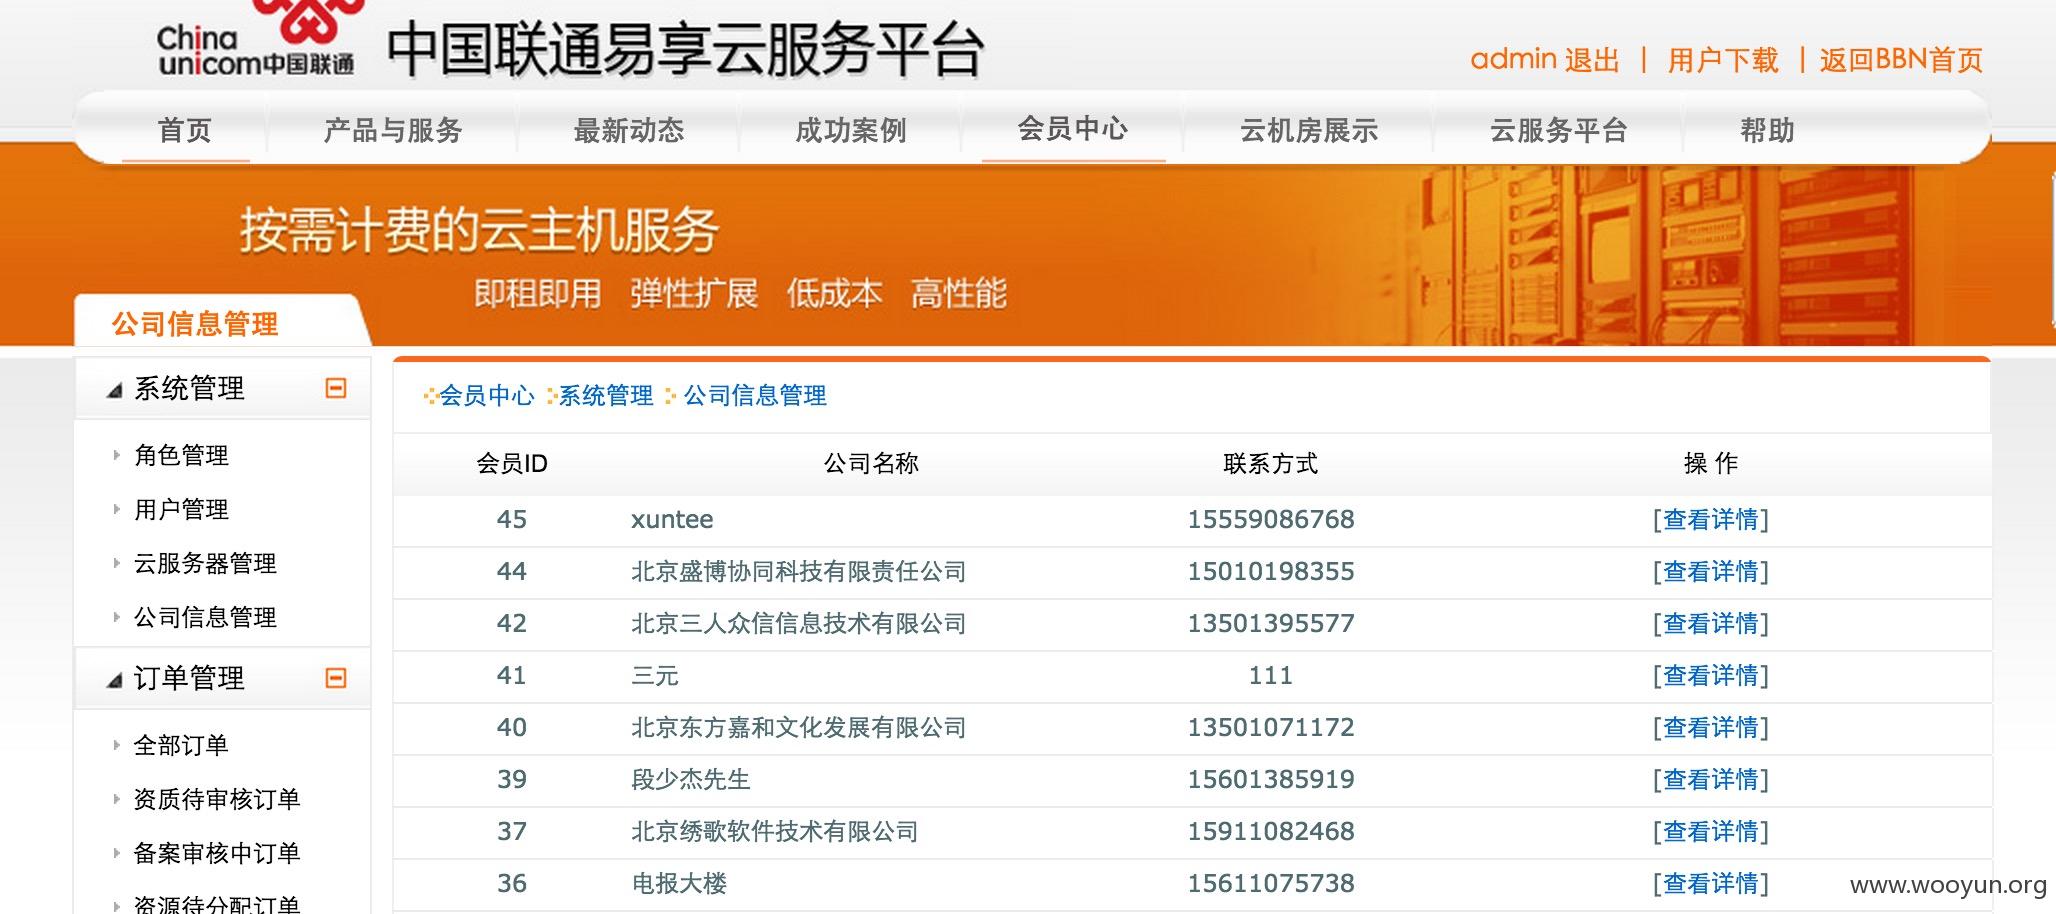 China unicom中国联通
中国联通易享云服务平台
admin 退出 | 用户下载 | 返回BBN首页
首页 产品与服务 最新动态 成功案例 会员中心 云机房展示 云服务平台 帮助
按需计费的云主机服务
即租即用 弹性扩展 低成本 高性能
公司信息管理
系统管理
角色管理
用户管理
云服务器管理
公司信息管理
订单管理
全部订单
资质待审核订单
备案审核中订单
资源待分配订单
会员中心 系统管理 公司信息管理
会员ID 公司名称 联系方式 操 作
45 xuntee 15559086768 [查看详情]
44 北京盛博协同科技有限责任公司 15010198355 [查看详情]
42 北京三人众信信息技术有限公司 13501395577 [查看详情]
41 三元 111 [查看详情]
40 北京东方嘉和文化发展有限公司 13501071172 [查看详情]
39 段少杰先生 15601385919 [查看详情]
37 北京绣歌软件技术有限公司 15911082468 [查看详情]
36 电报大楼 15611075738 [查看详情]
www.wooyun.org